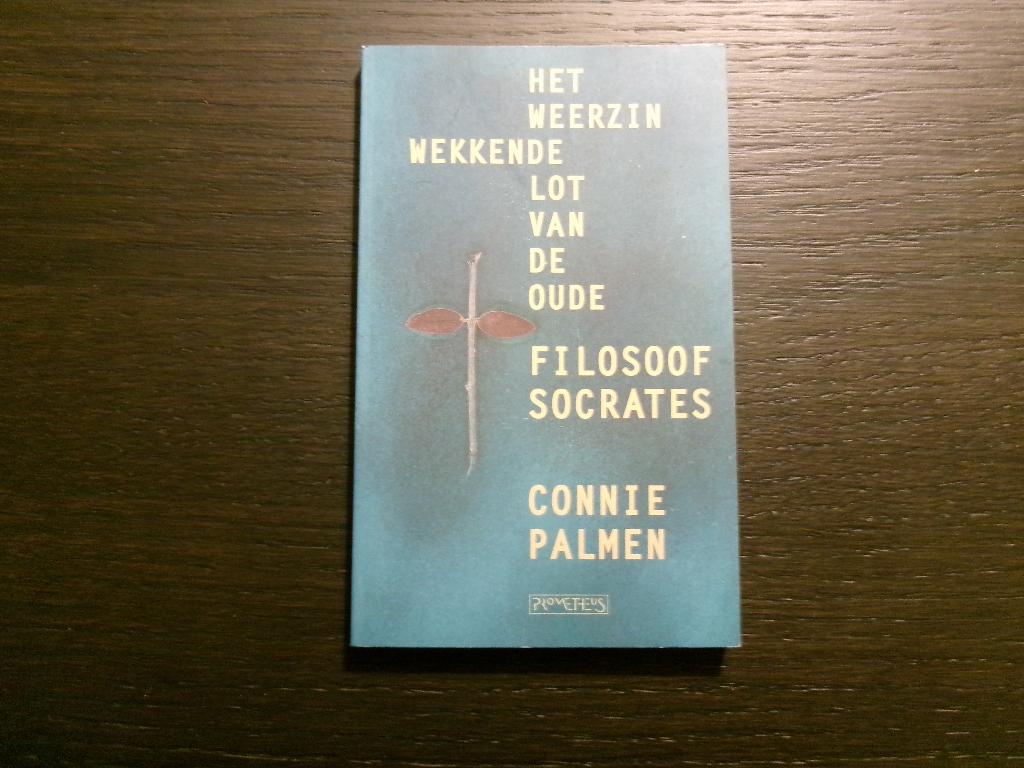 HET
WEERZIN
WEKKENDE
LOT
VAN
DE
OUDE
FILOSOOF
SOCRATES
CONNIE
PALMEN
PROMETHEUS